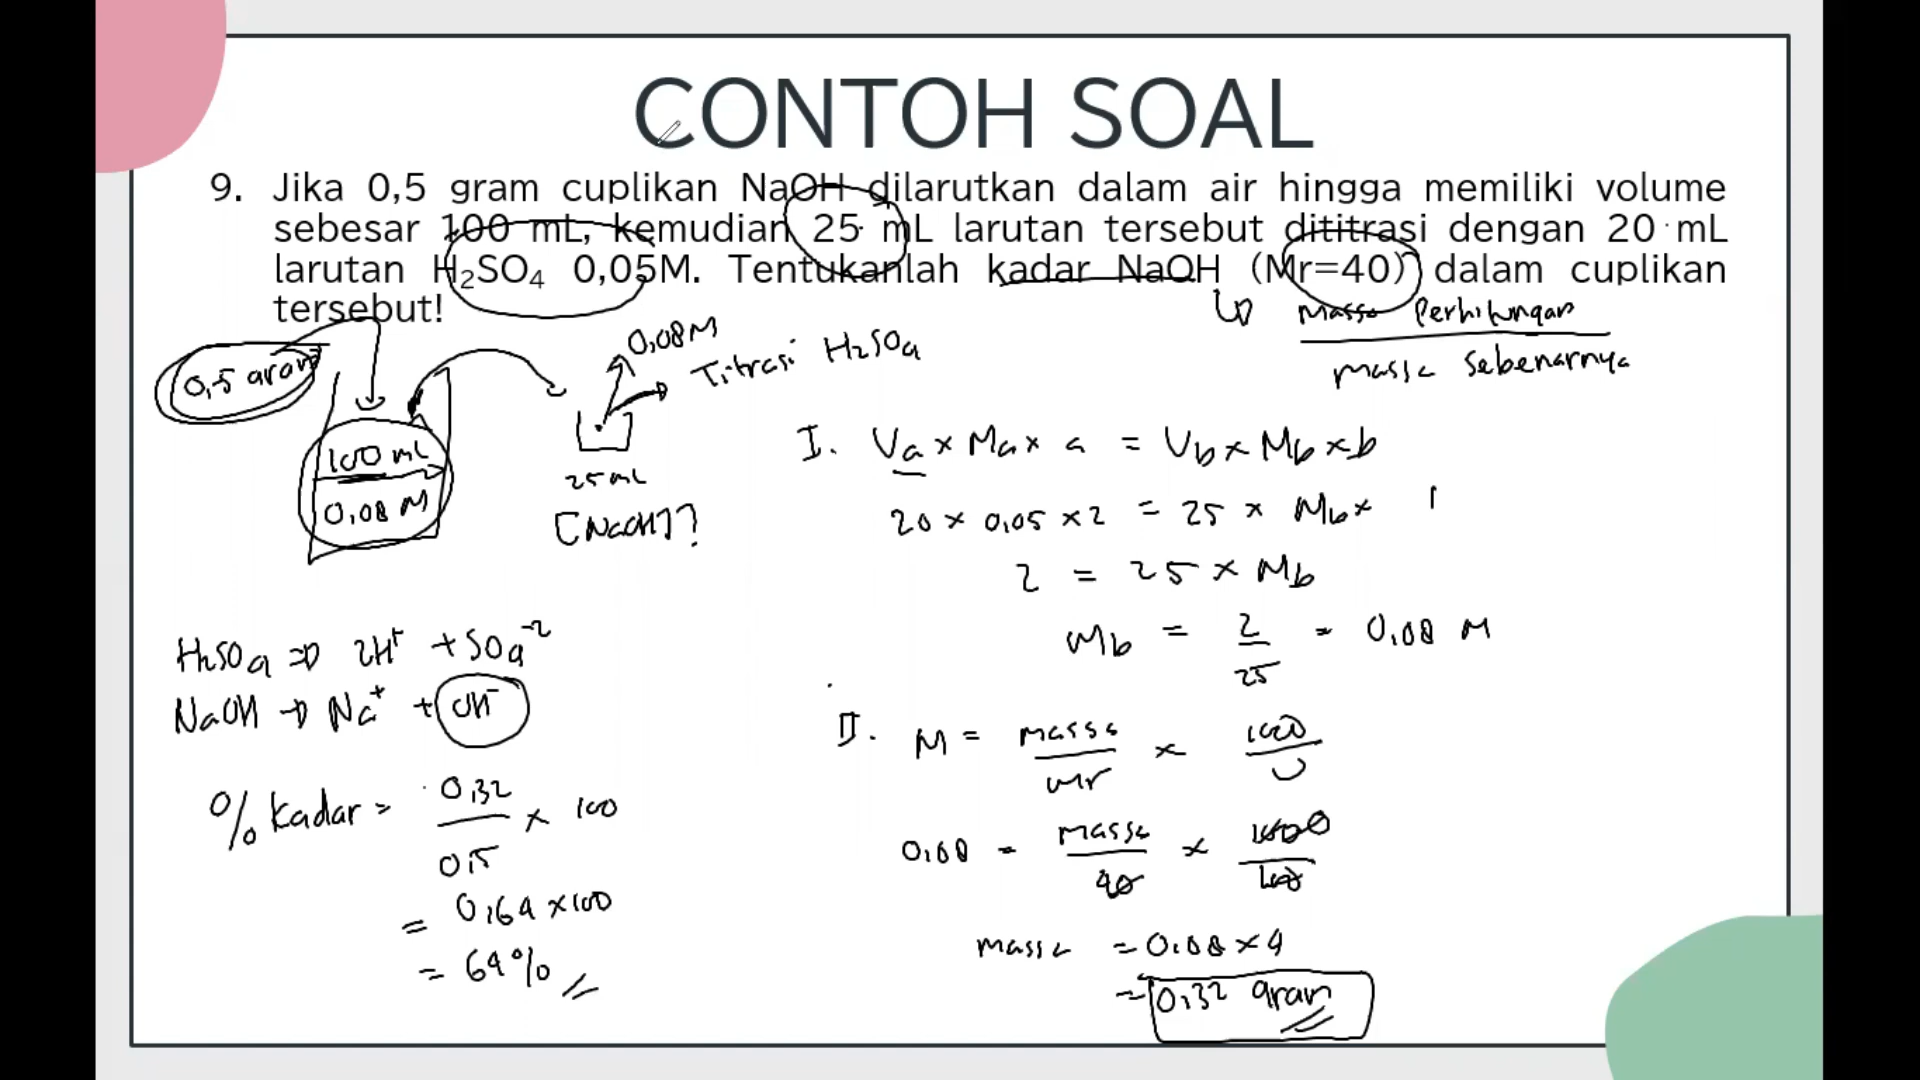 CONTOH SOAL
9. Jika 0,5 gram cuplikan NaOH dilarutkan dalam air hingga memiliki volume
sebesar 100 mL, kemudian 25 mL larutan tersebut dititrasi dengan 20 mL
larutan H₂SO₄ 0,05M. Tentukanlah kadar NaOH (Mr=40) dalam cuplikan
tersebut!
massa Perhitungan
massa sebenarnya
0,5 gram
100 mL
0,08 M
0,08M
Titrasi H₂SO₄
25 mL
[NaOH]?
I. Va × Ma × a = Vb × Mb × b
20 × 0,05 × 2 = 25 × Mb × 1
2 = 25 × Mb
Mb = 2/25 = 0,08 M
H₂SO₄ ⇒ 2H⁺ + SO₄⁻²
NaOH → Na⁺ + OH⁻
% kadar = 0,32/0,5 × 100
= 0,64 × 100
= 64%
II. M = massa/Mr × 1000/V
0,08 = massa/40 × 1000/100
massa = 0,08 × 4
= 0,32 gram